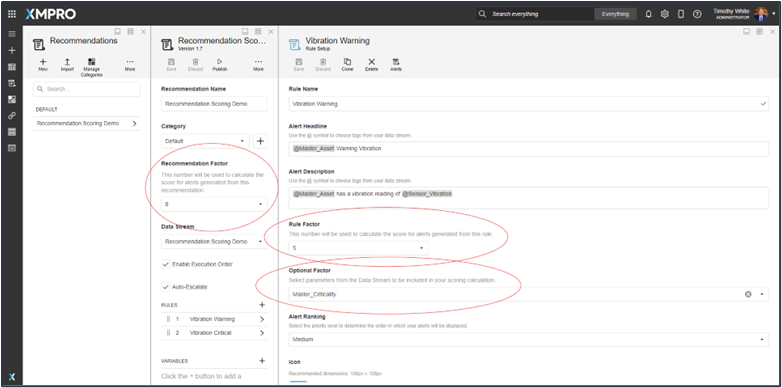 XMPRO
Search everything
Everything
Timothy White
ADMINISTRATOR
Recommendations
New
Import
Manage
Categories
More
Search...
DEFAULT
Recommendation Scoring Demo
Recommendation Sco...
Version 1.7
Save
Discard
Publish
More
Recommendation Name
Recommendation Scoring Demo
Category
Default
Recommendation Factor
This number will be used to calculate the
score for alerts generated from this
recommendation.
Data Stream
Recommendation Scoring Demo
Enable Execution Order
Auto-Escalate
RULES
1 Vibration Warning
2 Vibration Critical
VARIABLES
Click the + button to add a
Vibration Warning
Rule Setup
Save
Discard
Clone
Delete
Alerts
Rule Name
Vibration Warning
Alert Headline
Use the @ symbol to choose tags from your data stream.
@Master_Asset Warning Vibration
Alert Description
Use the @ symbol to choose tags from your data stream.
@Master_Asset has a vibration reading of @Sensor_Vibration
Rule Factor
This number will be used to calculate the score for alerts generated from this rule.
5
Optional Factor
Select parameters from the Data Stream to be included in your scoring calculation.
Master_Criticality
Alert Ranking
Select the priority level to determine the order in which your alerts will be displayed.
Medium
Icon
Recommended dimensions: 108px x 108px